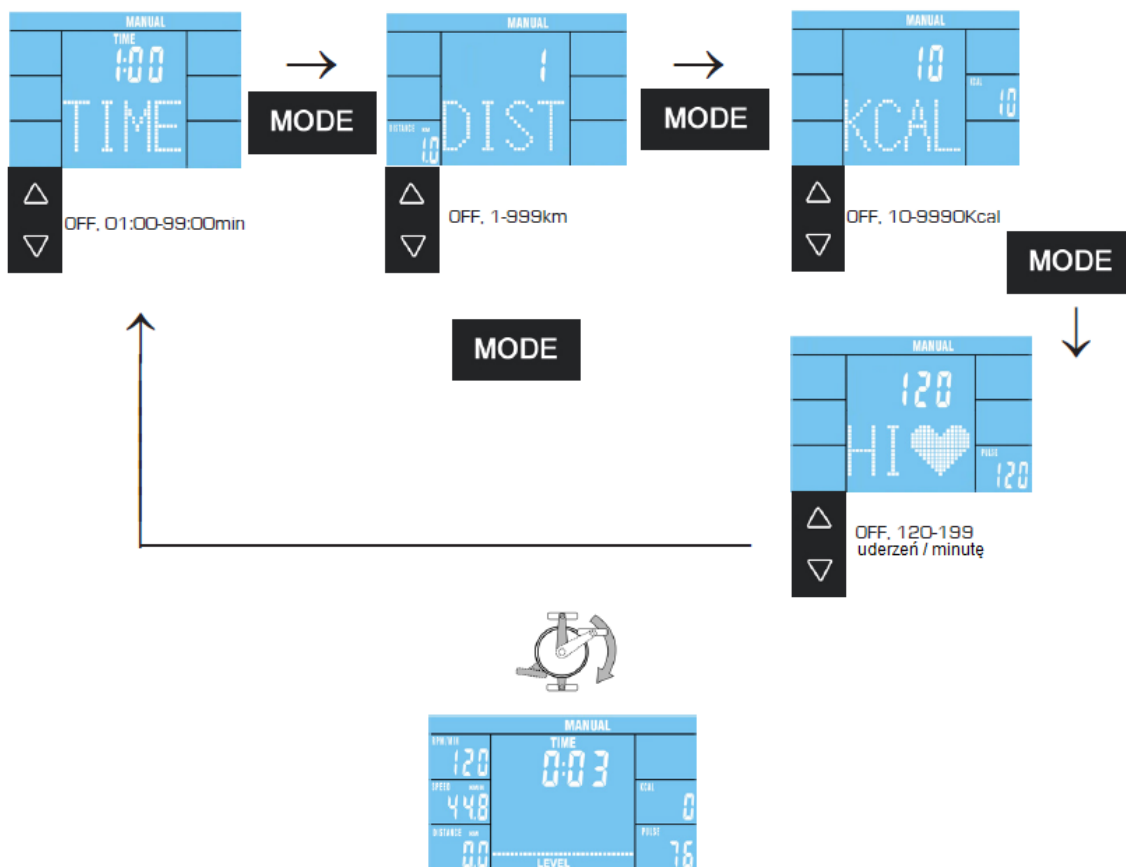 MANUAL
TIME
1:00
TIME
OFF, 01:00-99:00min
MODE
MANUAL
1
DIST
DISTANCE KM
1.0
OFF, 1-999km
MODE
MANUAL
10
KCAL
KCAL
10
OFF, 10-9990Kcal
MODE
MODE
MANUAL
120
HI
PULSE
120
OFF, 120-199
uderzeń / minutę
MANUAL
RPM/MIN
120
TIME
0:03
SPEED
44.8
KCAL
0
DISTANCE
0.0
PULSE
76
LEVEL